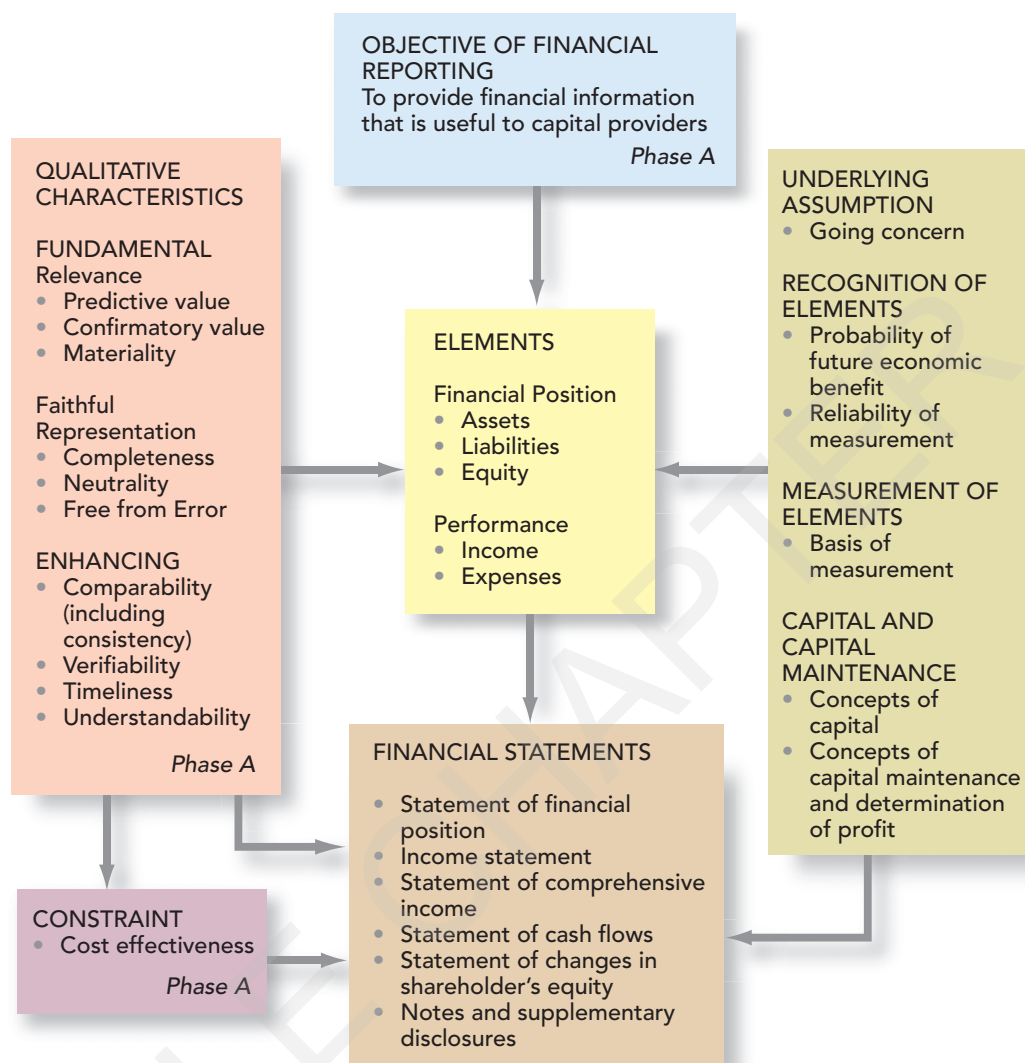 OBJECTIVE OF FINANCIAL
REPORTING
To provide financial information
that is useful to capital providers
Phase A
QUALITATIVE
CHARACTERISTICS
FUNDAMENTAL
Relevance
• Predictive value
• Confirmatory value
• Materiality
Faithful
Representation
• Completeness
• Neutrality
• Free from Error
ENHANCING
• Comparability
(including
consistency)
• Verifiability
• Timeliness
• Understandability
Phase A
ELEMENTS
Financial Position
• Assets
• Liabilities
• Equity
Performance
• Income
• Expenses
UNDERLYING
ASSUMPTION
• Going concern
RECOGNITION OF
ELEMENTS
• Probability of
future economic
benefit
• Reliability of
measurement
MEASUREMENT OF
ELEMENTS
• Basis of
measurement
CAPITAL AND
CAPITAL
MAINTENANCE
• Concepts of
capital
• Concepts of
capital maintenance
and determination
of profit
CONSTRAINT
• Cost effectiveness
Phase A
FINANCIAL STATEMENTS
• Statement of financial
position
• Income statement
• Statement of comprehensive
income
• Statement of cash flows
• Statement of changes in
shareholder's equity
• Notes and supplementary
disclosures
LE CHAPTER